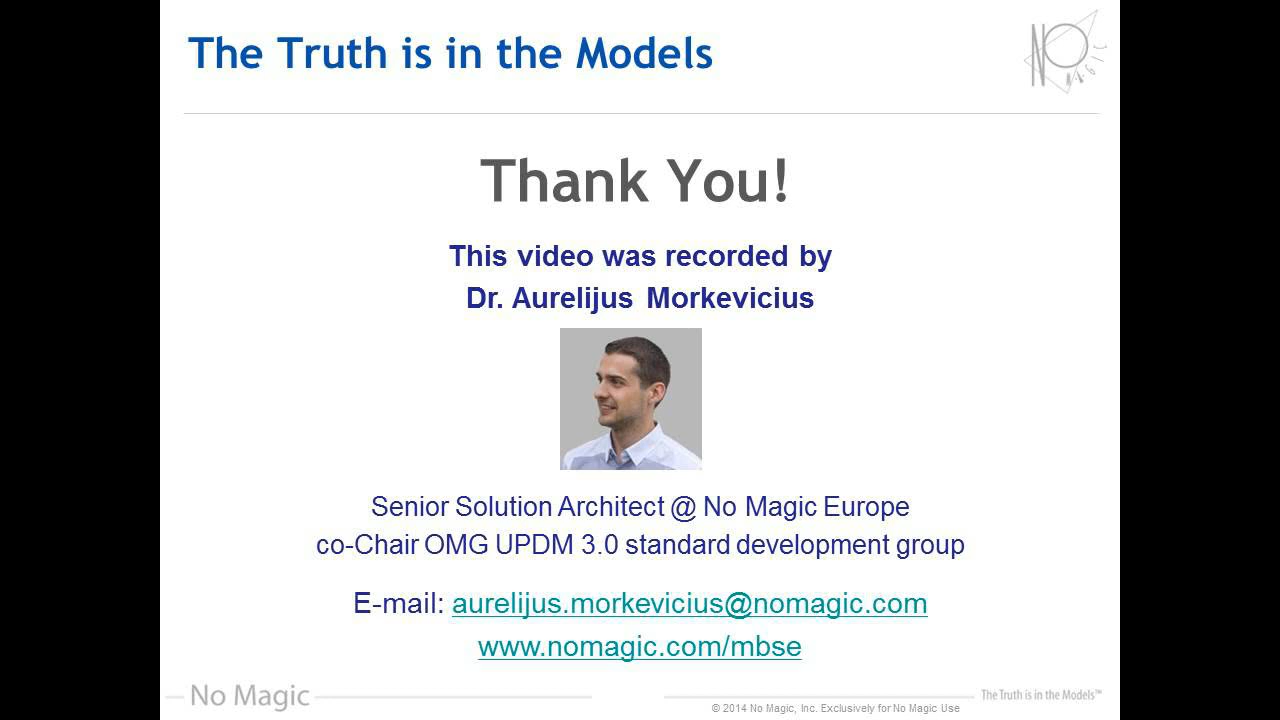 The Truth is in the Models
NO MAGIC
Thank You!
This video was recorded by
Dr. Aurelijus Morkevicius
Senior Solution Architect @ No Magic Europe
co-Chair OMG UPDM 3.0 standard development group
E-mail: aurelijus.morkevicius@nomagic.com
www.nomagic.com/mbse
No Magic
The Truth is in the Models™
© 2014 No Magic, Inc. Exclusively for No Magic Use